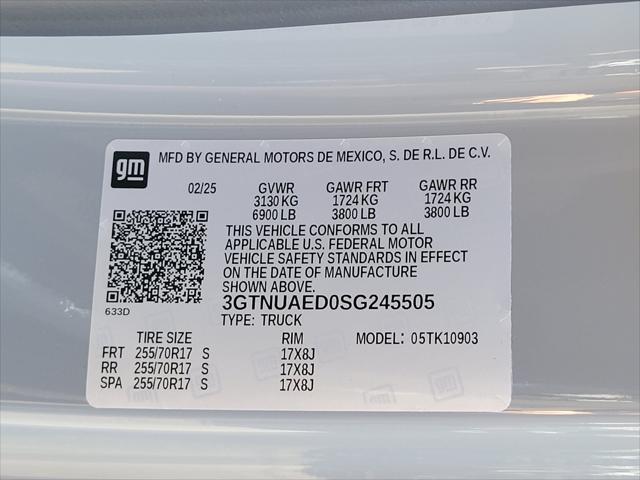 gm
MFD BY GENERAL MOTORS DE MEXICO, S. DE R.L. DE C.V.
02/25 GVWR GAWR FRT GAWR RR
3130 KG 1724 KG 1724 KG
6900 LB 3800 LB 3800 LB
THIS VEHICLE CONFORMS TO ALL
APPLICABLE U.S. FEDERAL MOTOR
VEHICLE SAFETY STANDARDS IN EFFECT
ON THE DATE OF MANUFACTURE
SHOWN ABOVE.
633D
3GTNUAED0SG245505
TYPE: TRUCK
TIRE SIZE RIM MODEL: 05TK10903
FRT 255/70R17 S 17X8J
RR 255/70R17 S 17X8J
SPA 255/70R17 S 17X8J